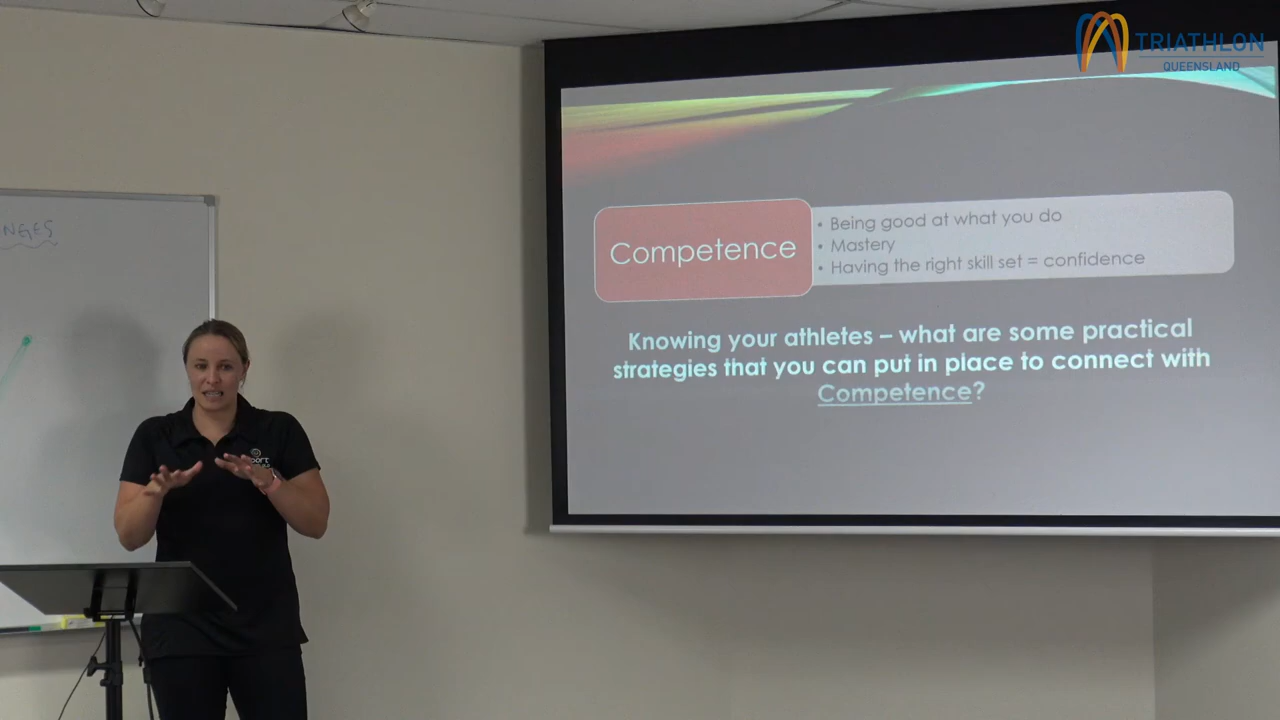 TRIATHLON
QUEENSLAND
Competence
• Being good at what you do
• Mastery
• Having the right skill set = confidence
Knowing your athletes – what are some practical
strategies that you can put in place to connect with
Competence?